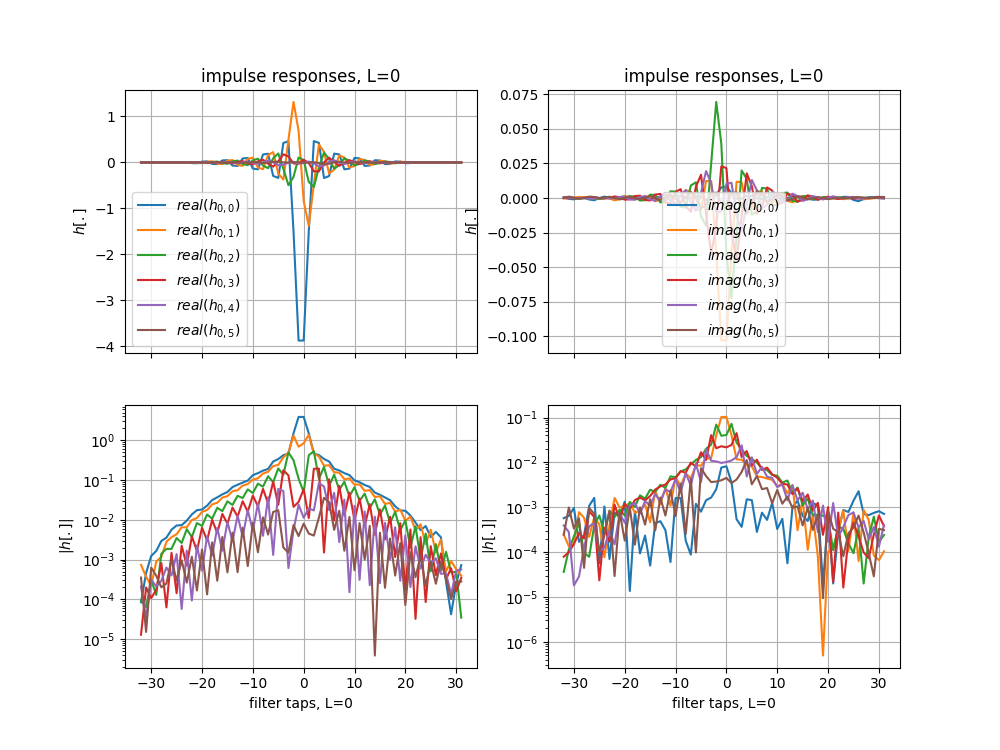 impulse responses, L=0
1
0
−1
−2
−3
−4
h[.]
real(h0,0)
real(h0,1)
real(h0,2)
real(h0,3)
real(h0,4)
real(h0,5)
impulse responses, L=0
0.075
0.050
0.025
0.000
−0.025
−0.050
−0.075
−0.100
h[.]
imag(h0,0)
imag(h0,1)
imag(h0,2)
imag(h0,3)
imag(h0,4)
imag(h0,5)
10^0
10^−1
10^−2
10^−3
10^−4
10^−5
|h[.]|
−30 −20 −10 0 10 20 30
filter taps, L=0
10^−1
10^−2
10^−3
10^−4
10^−5
10^−6
|h[.]|
−30 −20 −10 0 10 20 30
filter taps, L=0